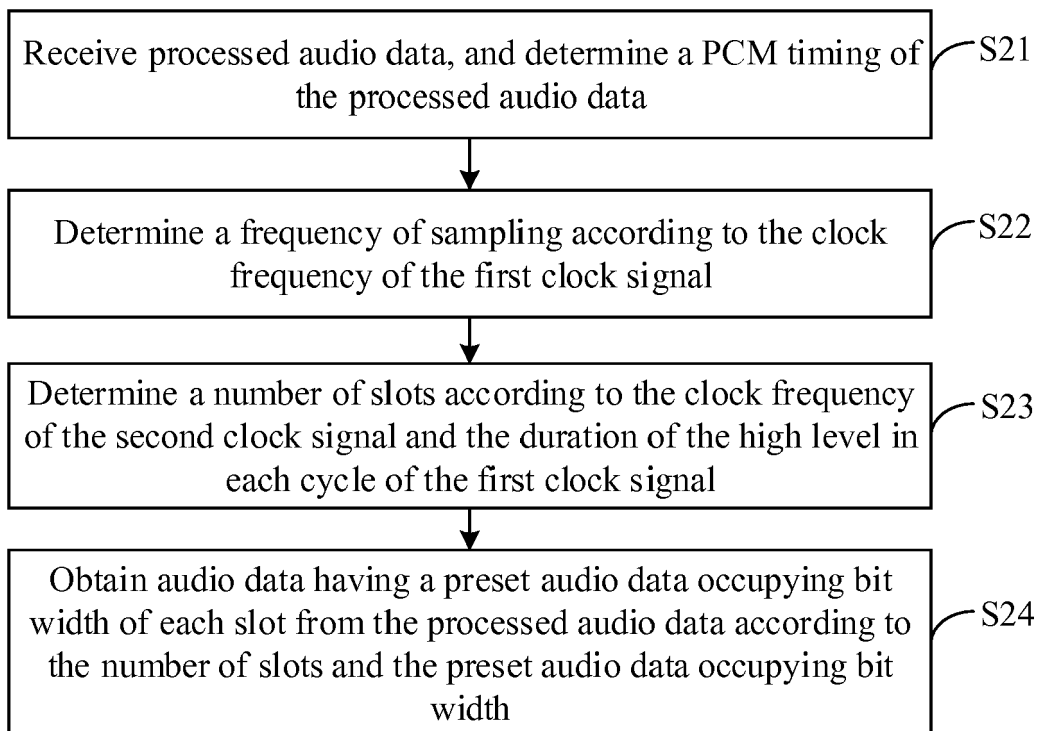 Receive processed audio data, and determine a PCM timing of
the processed audio data
S21
Determine a frequency of sampling according to the clock
frequency of the first clock signal
S22
Determine a number of slots according to the clock frequency
of the second clock signal and the duration of the high level in
each cycle of the first clock signal
S23
Obtain audio data having a preset audio data occupying bit
width of each slot from the processed audio data according to
the number of slots and the preset audio data occupying bit
width
S24